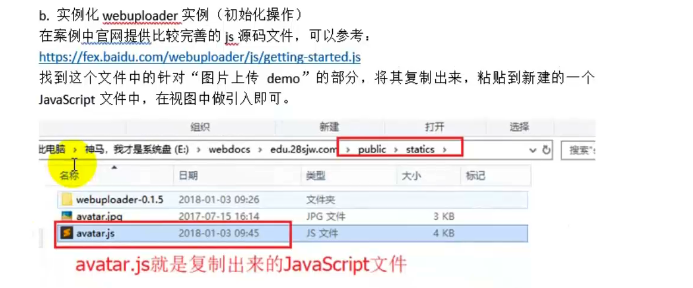 b. 实例化 webuploader 实例（初始化操作）
在案例中官网提供比较完善的 js 源码文件，可以参考：
https://fex.baidu.com/webuploader/js/getting-started.js
找到这个文件中的针对“图片上传 demo”的部分，将其复制出来，粘贴到新建的一个
JavaScript 文件中，在视图中做引入即可。
组织 新建 打开 选择
此电脑 › 神马，我才是系统盘 (E:) › webdocs › edu.28sjw.com › public › statics ›
搜索"s
名称 日期 类型 大小 标记
webuploader-0.1.5 2018-01-03 09:26 文件夹
avatar.jpg 2017-07-15 16:14 JPG 文件 3 KB
avatar.js 2018-01-03 09:45 JS 文件 4 KB
avatar.js就是复制出来的JavaScript文件